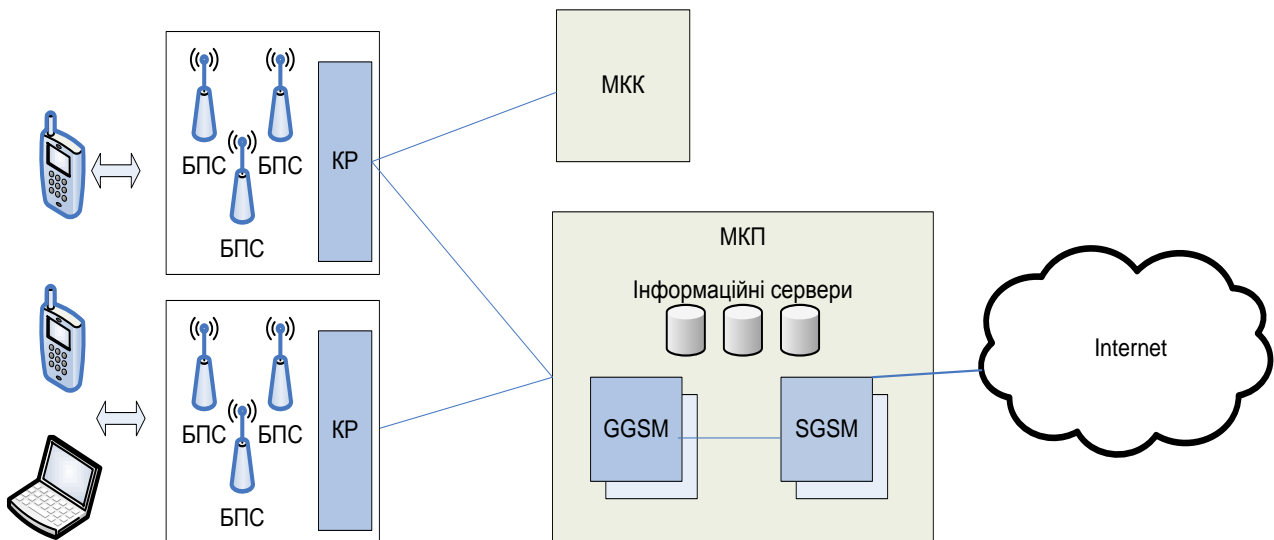 БПС
БПС
БПС
КР
МКК
БПС
БПС
БПС
КР
МКП
Інформаційні сервери
GGSM
SGSM
Internet